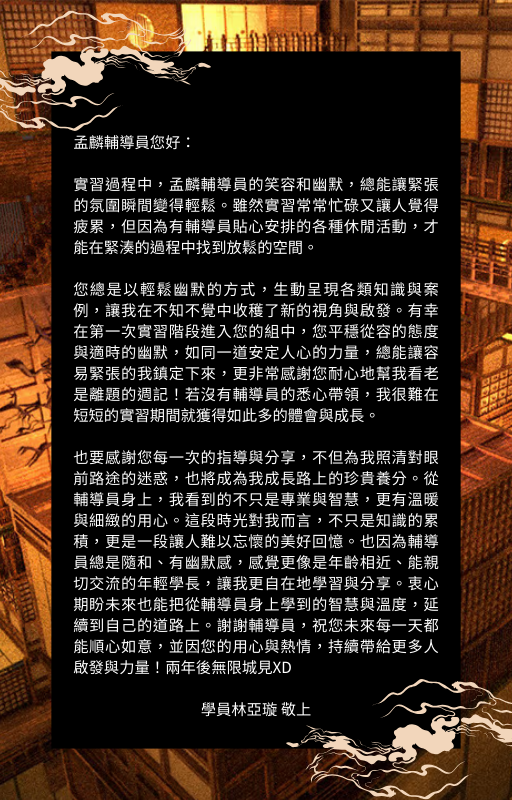 孟麟輔導員您好：
實習過程中，孟麟輔導員的笑容和幽默，總能讓緊張
的氛圍瞬間變得輕鬆。雖然實習常常忙碌又讓人覺得
疲累，但因為有輔導員貼心安排的各種休閒活動，才
能在緊湊的過程中找到放鬆的空間。
您總是以輕鬆幽默的方式，生動呈現各類知識與案
例，讓我在不知不覺中收穫了新的視角與啟發。有幸
在第一次實習階段進入您的組中，您平穩從容的態度
與適時的幽默，如同一道安定人心的力量，總能讓容
易緊張的我鎮定下來，更非常感謝您耐心地幫我看老
是離題的週記！若沒有輔導員的悉心帶領，我很難在
短短的實習期間就獲得如此多的體會與成長。
也要感謝您每一次的指導與分享，不但為我照清對眼
前路途的迷惑，也將成為我成長路上的珍貴養分。從
輔導員身上，我看到的不只是專業與智慧，更有溫暖
與細緻的用心。這段時光對我而言，不只是知識的累
積，更是一段讓人難以忘懷的美好回憶。也因為輔導
員總是隨和、有幽默感，感覺更像是年齡相近、能親
切交流的年輕學長，讓我更自在地學習與分享。衷心
期盼未來也能把從輔導員身上學到的智慧與溫度，延
續到自己的道路上。謝謝輔導員，祝您未來每一天都
能順心如意，並因您的用心與熱情，持續帶給更多人
啟發與力量！兩年後無限城見XD
學員林亞璇 敬上